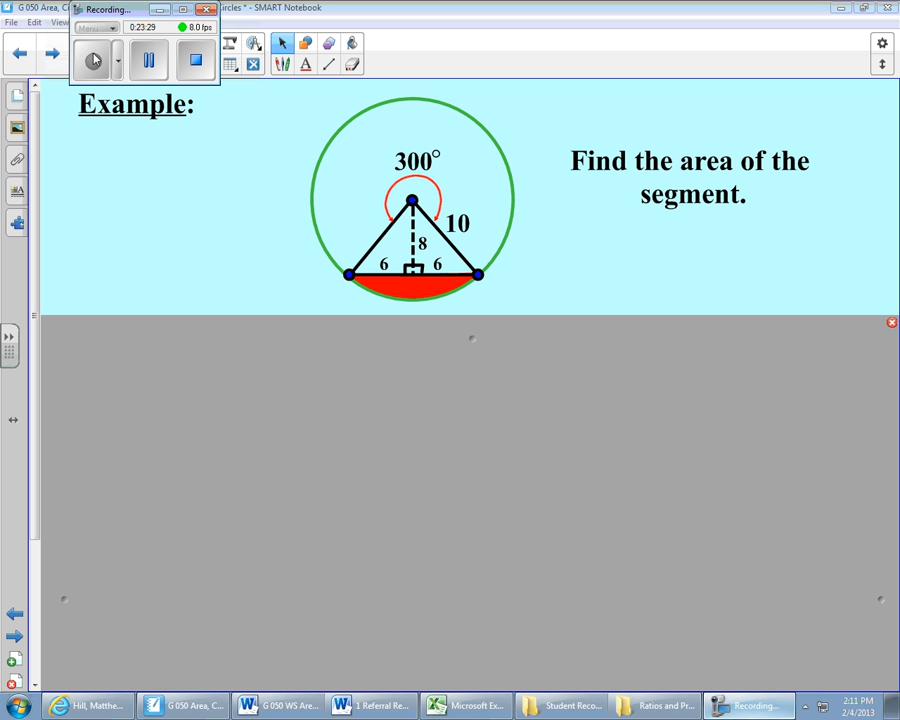 G 050 Area, Ci
Recording...
ircles * - SMART Notebook
File Edit View
Menu
0:23:29
8.0 fps
Example:
300°
Find the area of the
segment.
10
8
6 6
Hill, Matthe...
G 050 Area, C...
G 050 WS Are...
1 Referral Re...
Microsoft Ex...
Student Reco...
Ratios and Pr...
Recording...
2:11 PM
2/4/2013